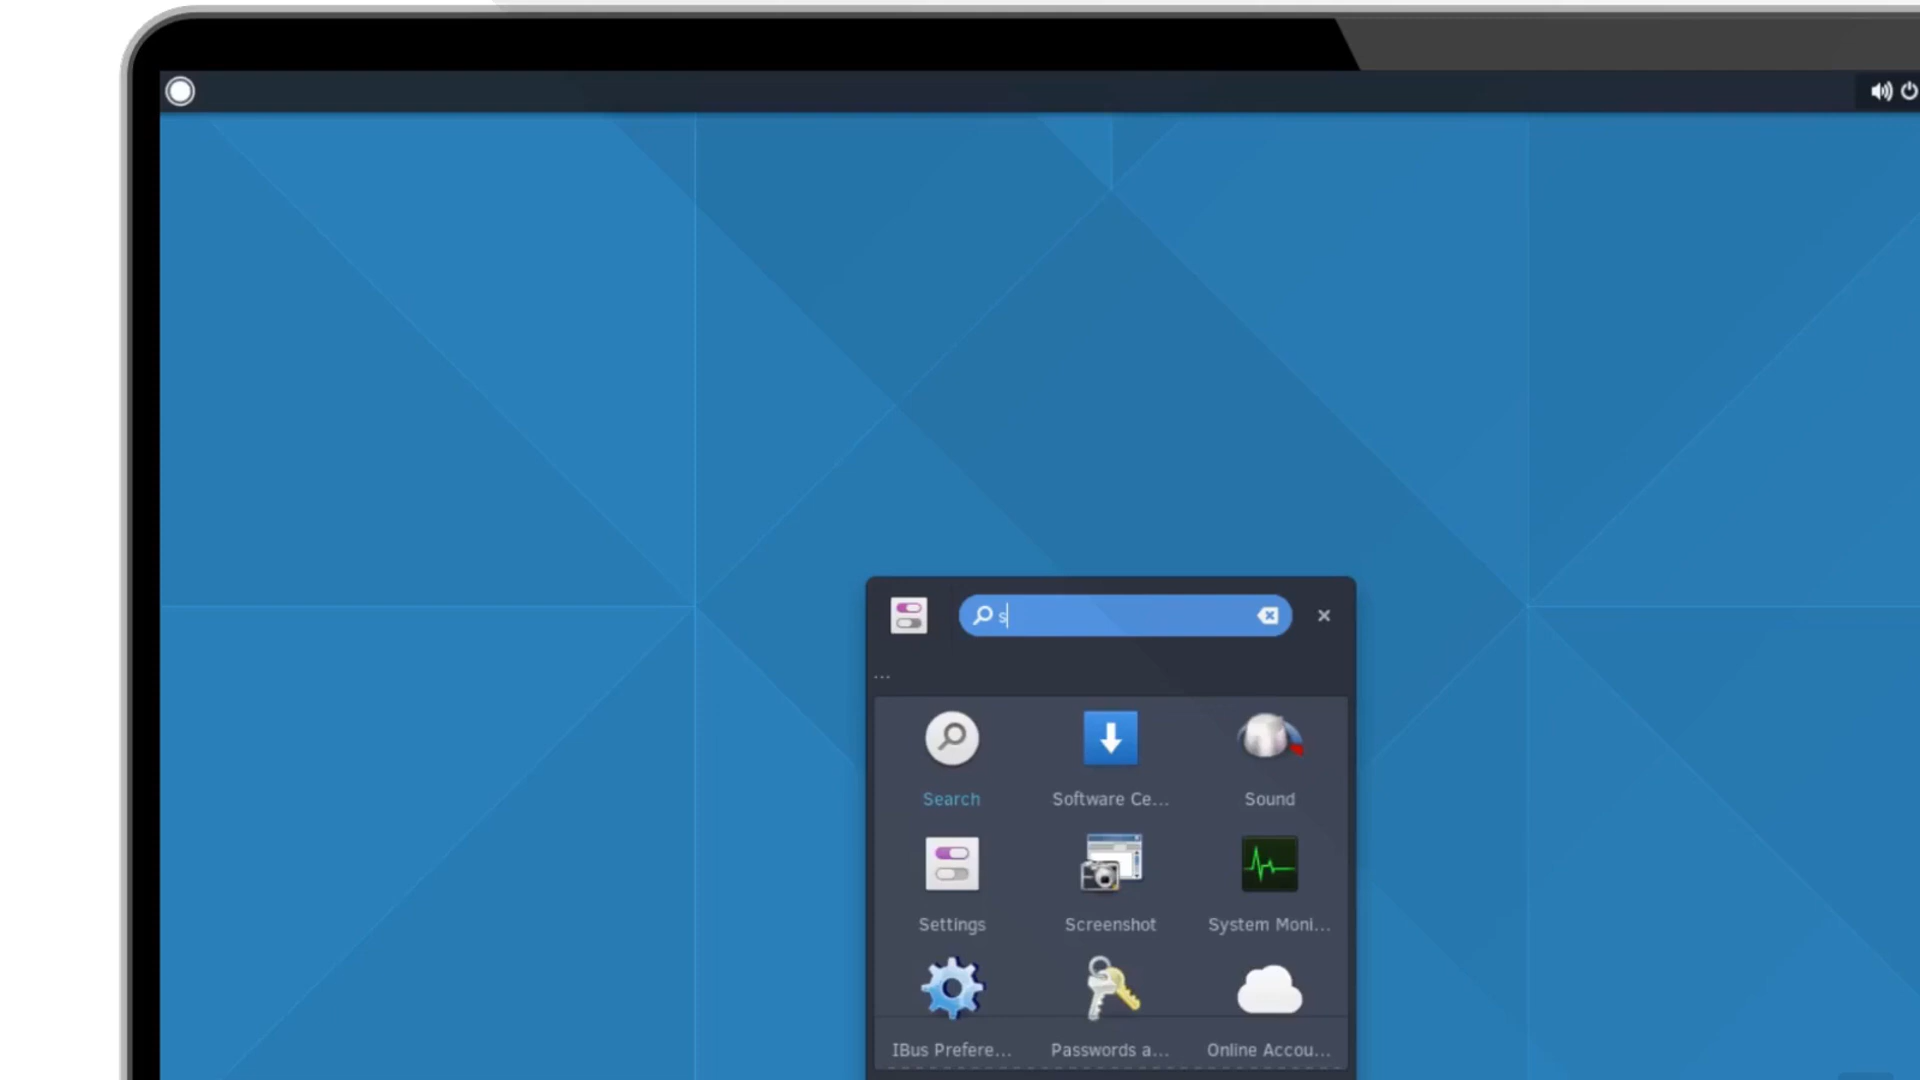 s
...
Search
Software Ce...
Sound
Settings
Screenshot
System Moni...
IBus Prefere...
Passwords a...
Online Accou...